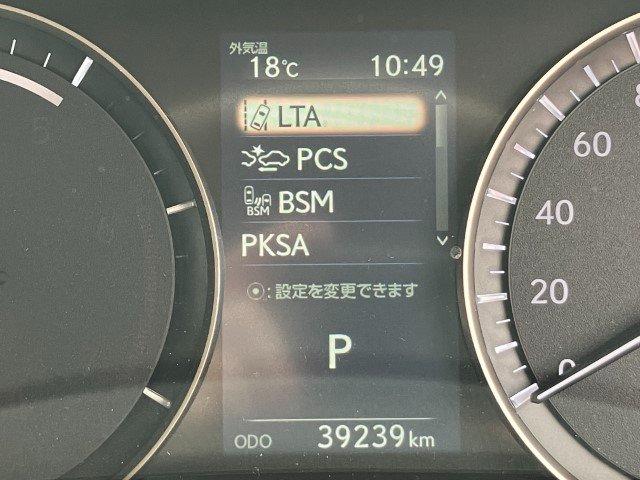 外気温
18℃ 10:49
LTA
PCS
BSM BSM
PKSA
⦿:設定を変更できます
P
ODO 39239km
60
40
20
0